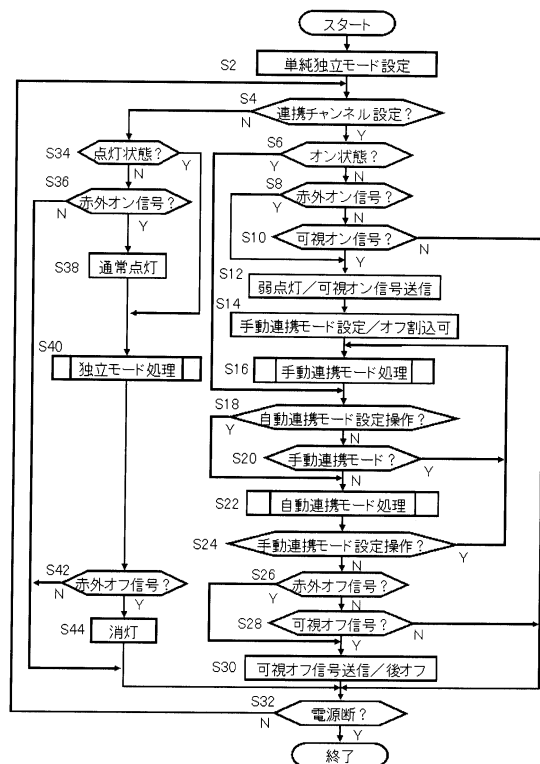 スタート
S2
単純独立モード設定
S4
連携チャンネル設定？
N
Y
S34
点灯状態？
N
Y
S6
オン状態？
Y
N
S36
赤外オン信号？
N
Y
S8
赤外オン信号？
Y
N
S10
可視オン信号？
N
Y
S38
通常点灯
S12
弱点灯／可視オン信号送信
S14
手動連携モード設定／オフ割込可
S40
独立モード処理
S16
手動連携モード処理
S18
自動連携モード設定操作？
Y
N
S20
手動連携モード？
Y
N
S22
自動連携モード処理
S24
手動連携モード設定操作？
Y
N
S42
赤外オフ信号？
N
Y
S26
赤外オフ信号？
Y
N
S28
可視オフ信号？
N
Y
S44
消灯
S30
可視オフ信号送信／後オフ
S32
電源断？
N
Y
終了